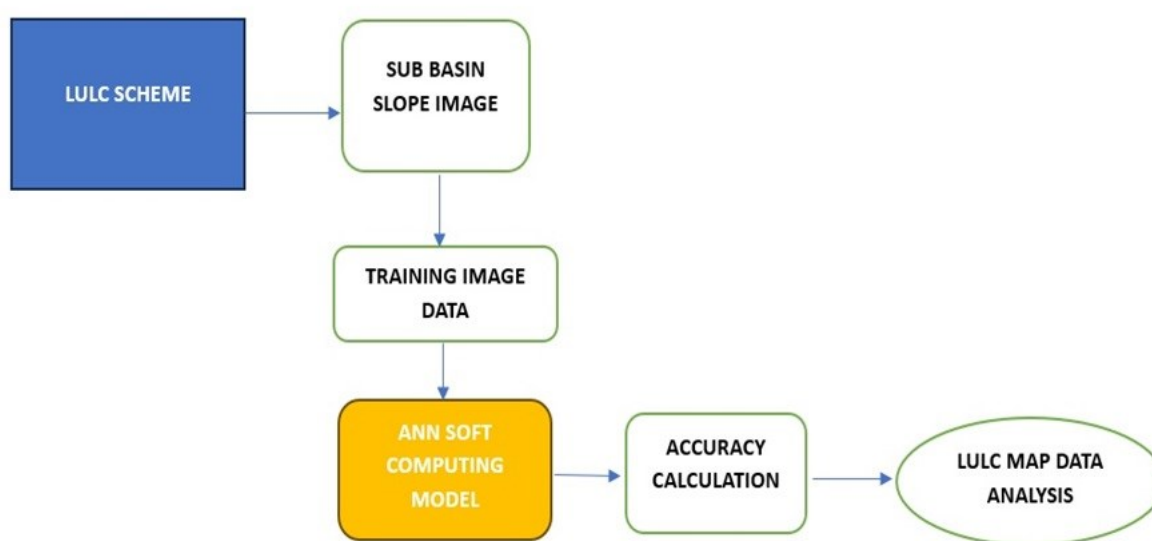 LULC SCHEME
SUB BASIN
SLOPE IMAGE
TRAINING IMAGE
DATA
ANN SOFT
COMPUTING
MODEL
ACCURACY
CALCULATION
LULC MAP DATA
ANALYSIS